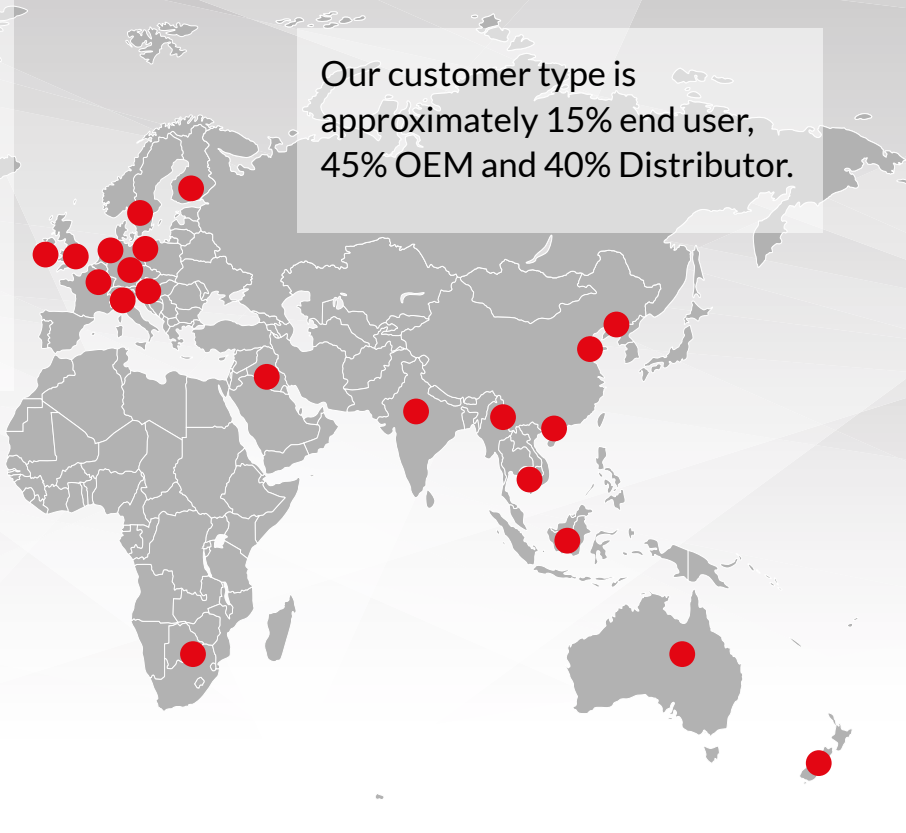 Our customer type is
approximately 15% end user,
45% OEM and 40% Distributor.